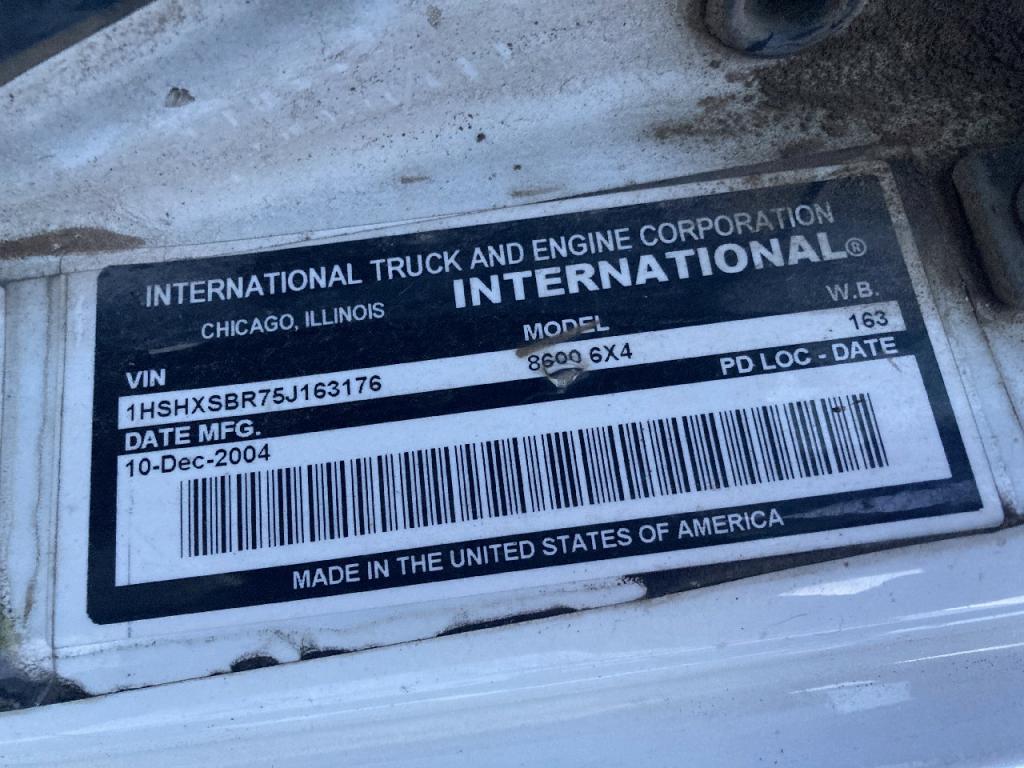 INTERNATIONAL TRUCK AND ENGINE CORPORATION
CHICAGO, ILLINOIS INTERNATIONAL®
VIN MODEL W.B.
1HSHXSBR75J163176 8600 6X4 163
DATE MFG. PD LOC - DATE
10-Dec-2004
MADE IN THE UNITED STATES OF AMERICA